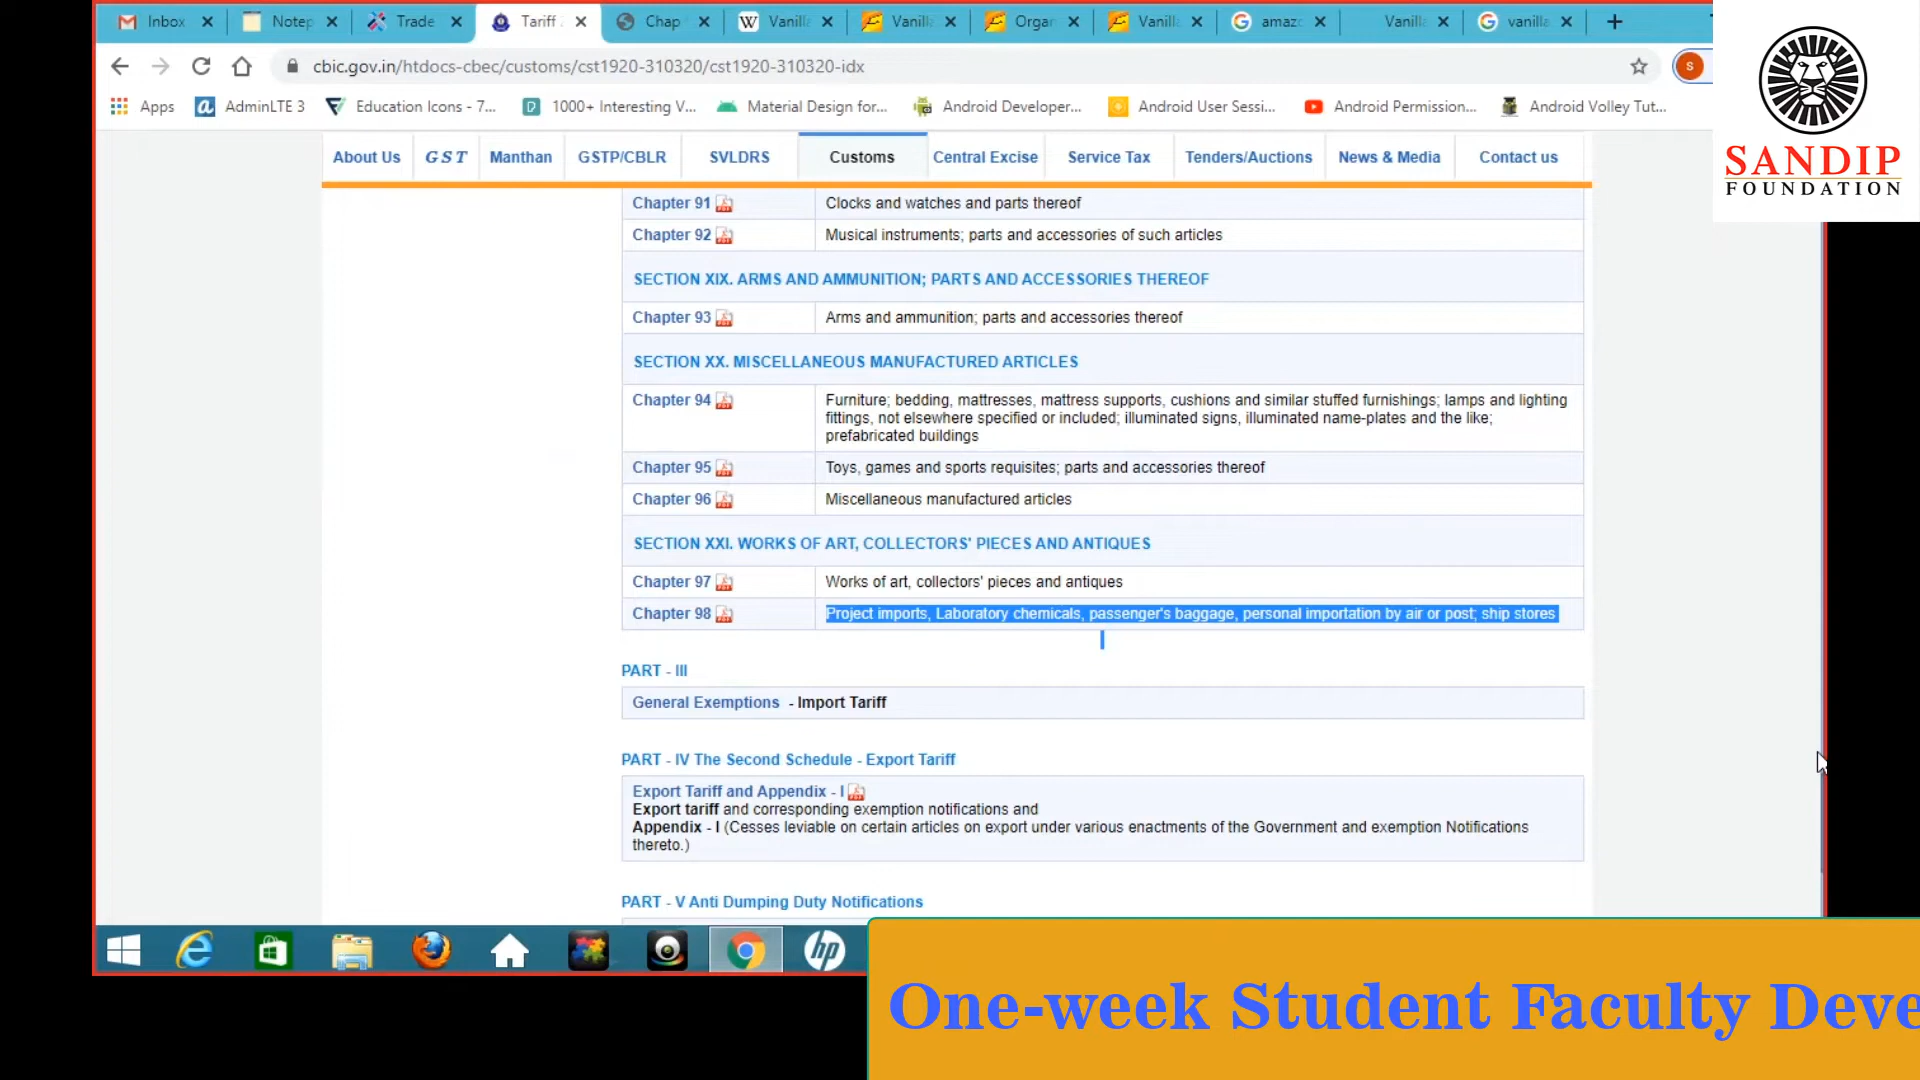 Inbox
Notep
Trade
Tariff
Chap
Vanilla
Vanilla
Organ
Vanilla
amazo
Vanilla
vanilla
cbic.gov.in/htdocs-cbec/customs/cst1920-310320/cst1920-310320-idx
S
Apps
AdminLTE 3
Education Icons - 7...
1000+ Interesting V...
Material Design for...
Android Developer...
Android User Sessi...
Android Permission...
Android Volley Tut...
SANDIP
FOUNDATION
About Us
GST
Manthan
GSTP/CBLR
SVLDRS
Customs
Central Excise
Service Tax
Tenders/Auctions
News & Media
Contact us
Chapter 91 Clocks and watches and parts thereof
Chapter 92 Musical instruments; parts and accessories of such articles
SECTION XIX. ARMS AND AMMUNITION; PARTS AND ACCESSORIES THEREOF
Chapter 93 Arms and ammunition; parts and accessories thereof
SECTION XX. MISCELLANEOUS MANUFACTURED ARTICLES
Chapter 94 Furniture; bedding, mattresses, mattress supports, cushions and similar stuffed furnishings; lamps and lighting
fittings, not elsewhere specified or included; illuminated signs, illuminated name-plates and the like;
prefabricated buildings
Chapter 95 Toys, games and sports requisites; parts and accessories thereof
Chapter 96 Miscellaneous manufactured articles
SECTION XXI. WORKS OF ART, COLLECTORS' PIECES AND ANTIQUES
Chapter 97 Works of art, collectors' pieces and antiques
Chapter 98 Project imports, Laboratory chemicals, passenger's baggage, personal importation by air or post; ship stores
PART - III
General Exemptions - Import Tariff
PART - IV The Second Schedule - Export Tariff
Export Tariff and Appendix - I
Export tariff and corresponding exemption notifications and
Appendix - I (Cesses leviable on certain articles on export under various enactments of the Government and exemption Notifications
thereto.)
PART - V Anti Dumping Duty Notifications
hp
One-week Student Faculty Deve